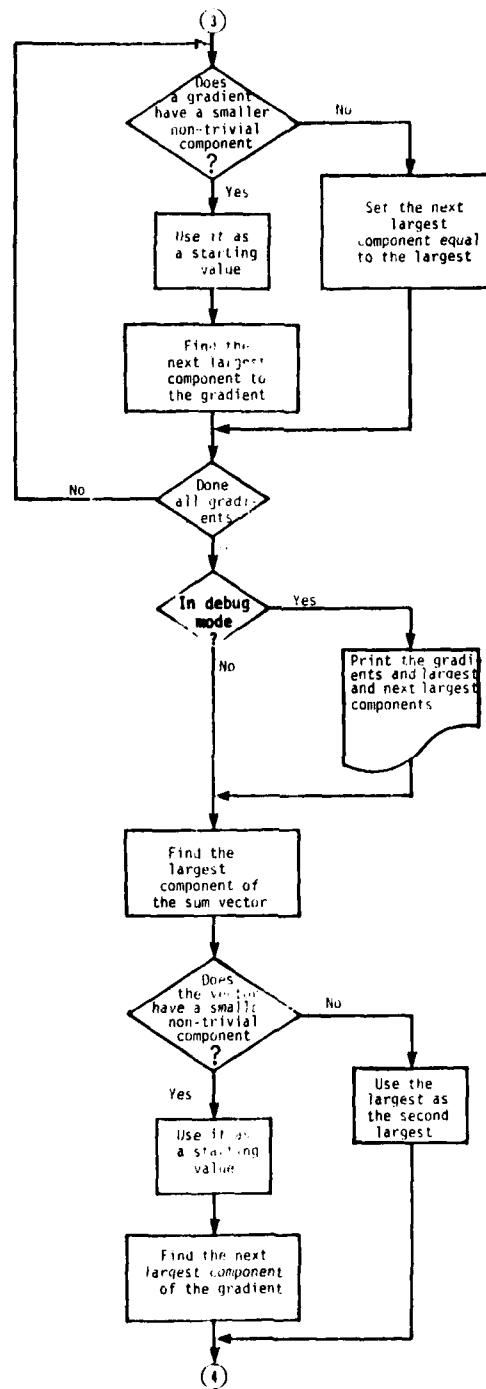 3
Does
a gradient
have a smaller
non-trivial
component
?
No
Yes
Set the next
largest
component equal
to the largest
Use it as
a starting
value
Find the
next largest
component to
the gradient
No
Done
all gradi-
ents
In debug
mode
?
Yes
No
Print the gradi
ents and largest
and next largest
components
Find the
largest
component of
the sum vector
Does
the vector
have a smalle
non-trivial
component
?
No
Yes
Use the
largest as
the second
largest
Use it as
a starting
value
Find the next
largest component
of the gradient
4